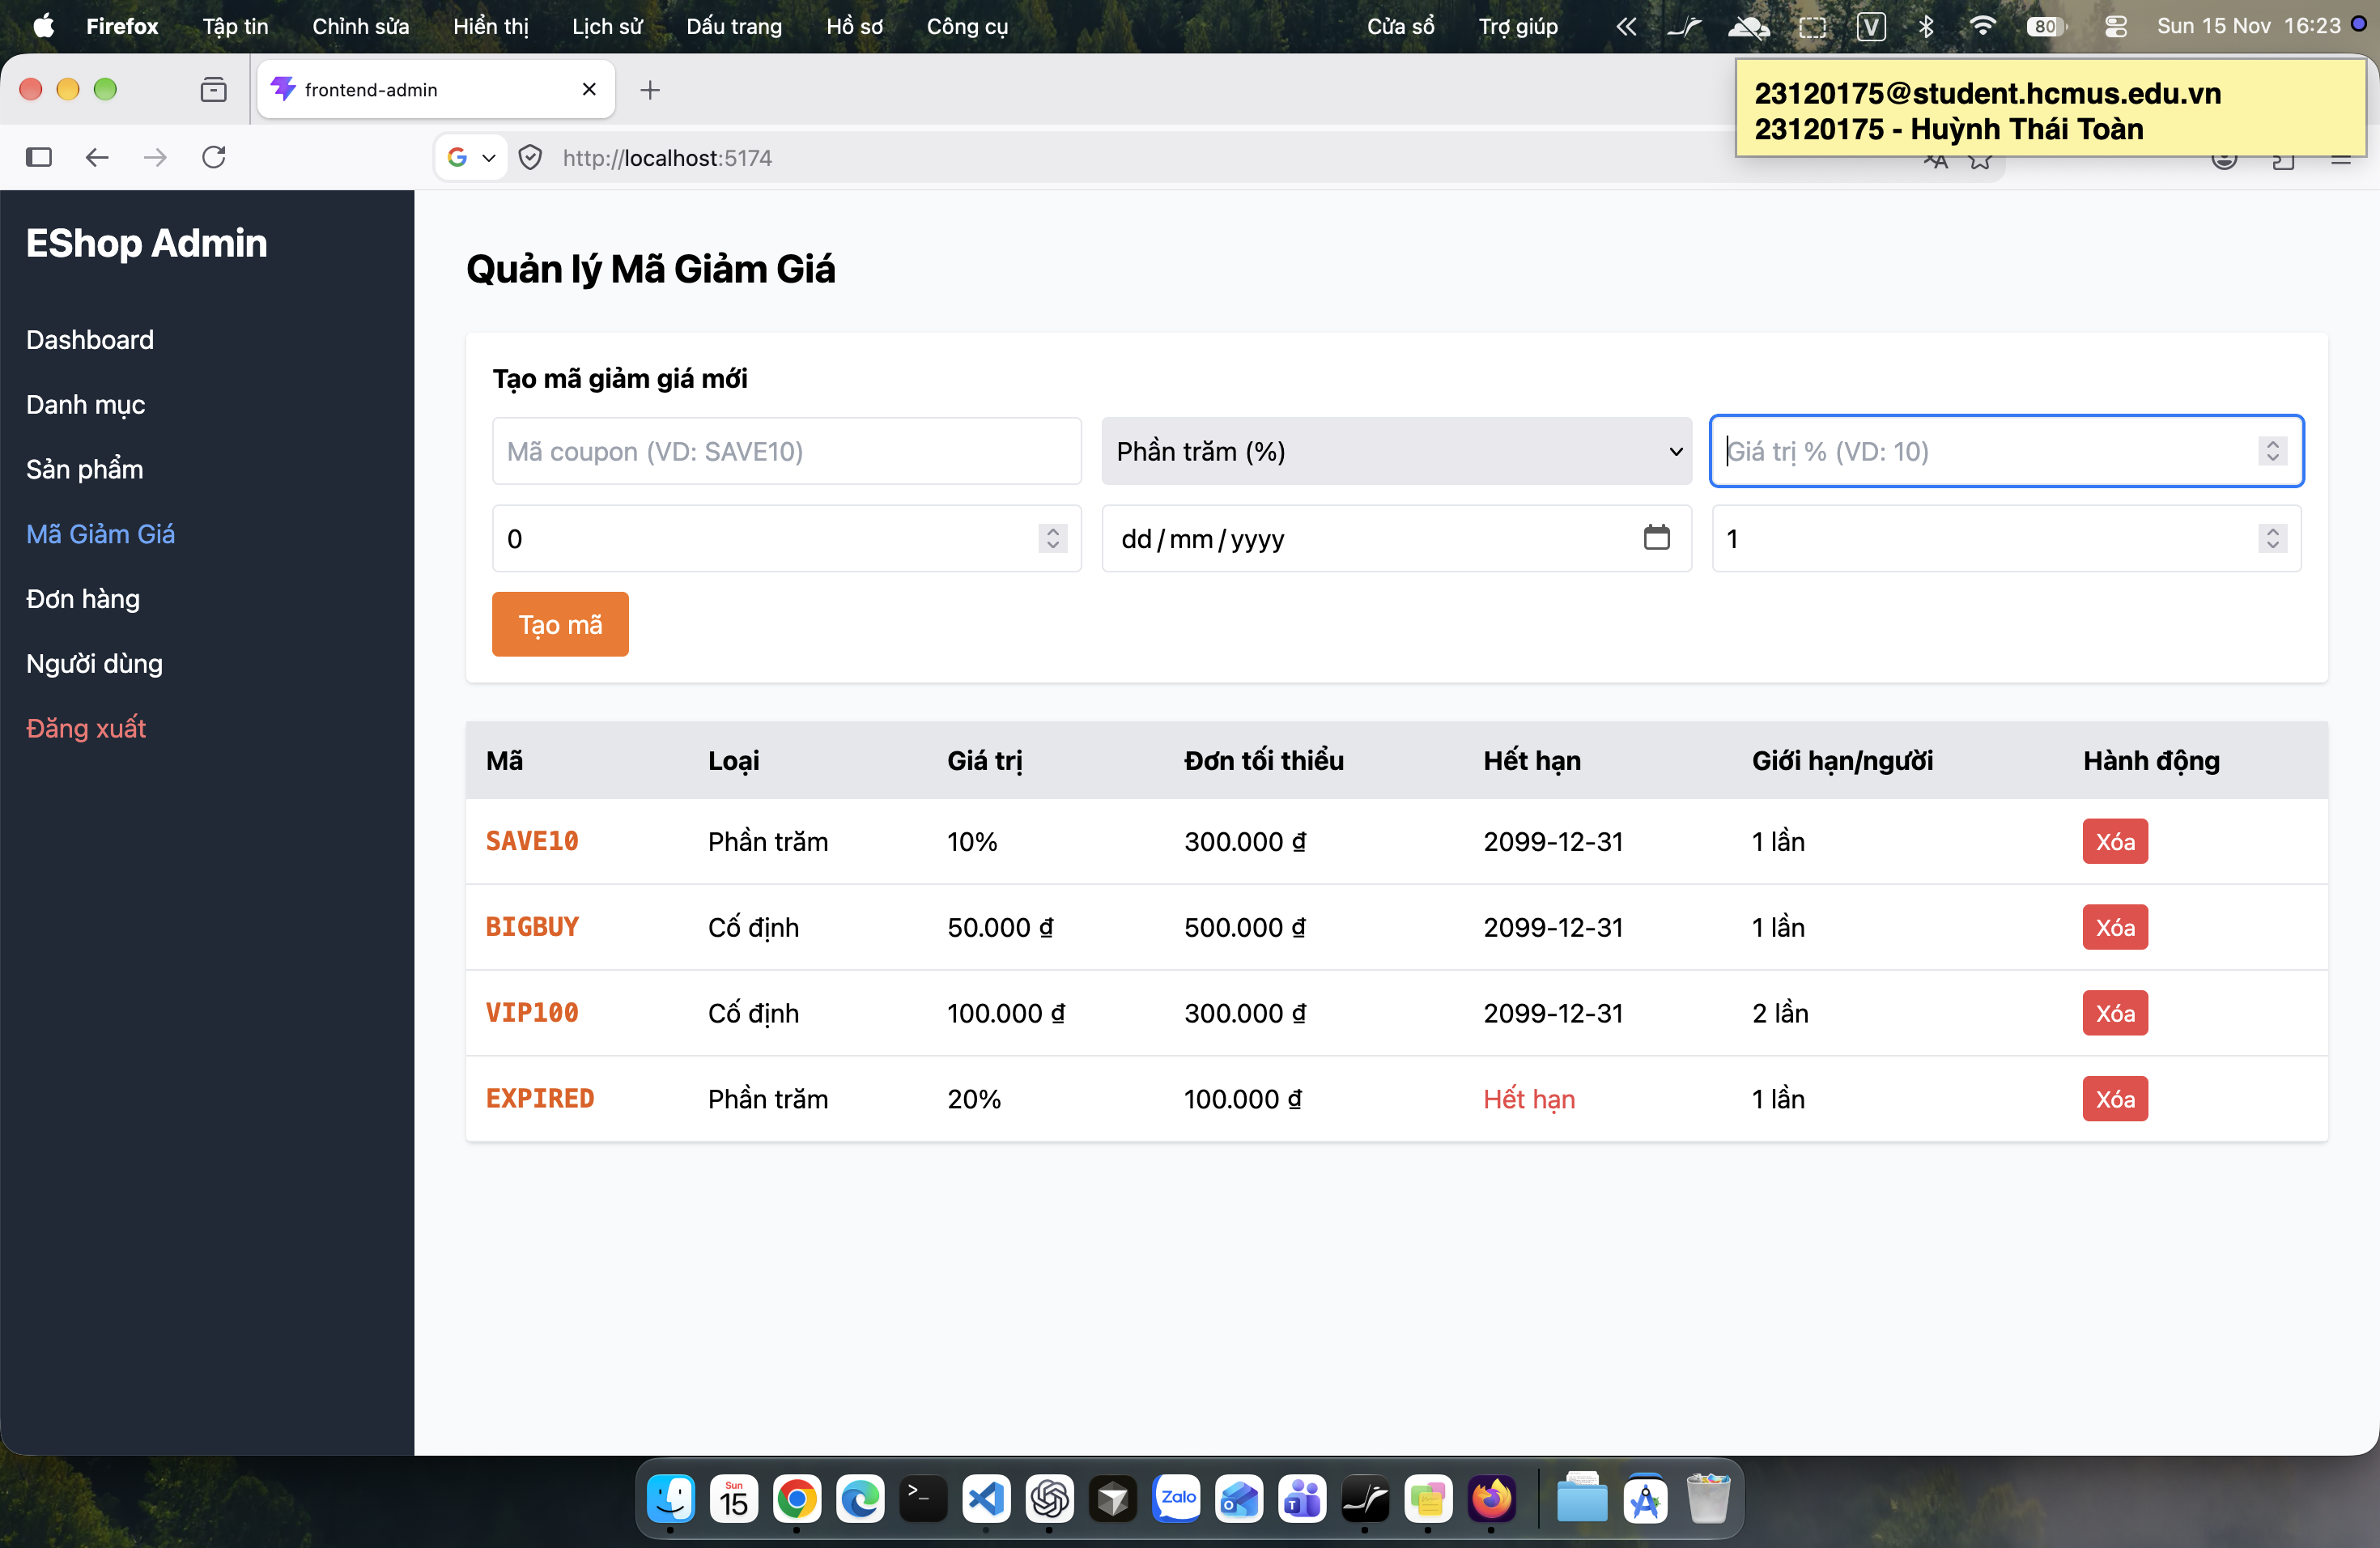 Firefox Tập tin Chỉnh sửa Hiển thị Lịch sử Dấu trang Hồ sơ Công cụ Cửa sổ Trợ giúp V 80 Sun 15 Nov 16:23
frontend-admin
23120175@student.hcmus.edu.vn
23120175 - Huỳnh Thái Toàn
http://localhost:5174
EShop Admin
Dashboard
Danh mục
Sản phẩm
Mã Giảm Giá
Đơn hàng
Người dùng
Đăng xuất
Quản lý Mã Giảm Giá
Tạo mã giảm giá mới
Mã coupon (VD: SAVE10) Phần trăm (%) Giá trị % (VD: 10)
0 dd/mm/yyyy 1
Tạo mã
Mã Loại Giá trị Đơn tối thiểu Hết hạn Giới hạn/người Hành động
SAVE10 Phần trăm 10% 300.000 ₫ 2099-12-31 1 lần Xóa
BIGBUY Cố định 50.000 ₫ 500.000 ₫ 2099-12-31 1 lần Xóa
VIP100 Cố định 100.000 ₫ 300.000 ₫ 2099-12-31 2 lần Xóa
EXPIRED Phần trăm 20% 100.000 ₫ Hết hạn 1 lần Xóa
Sun
15
Zalo